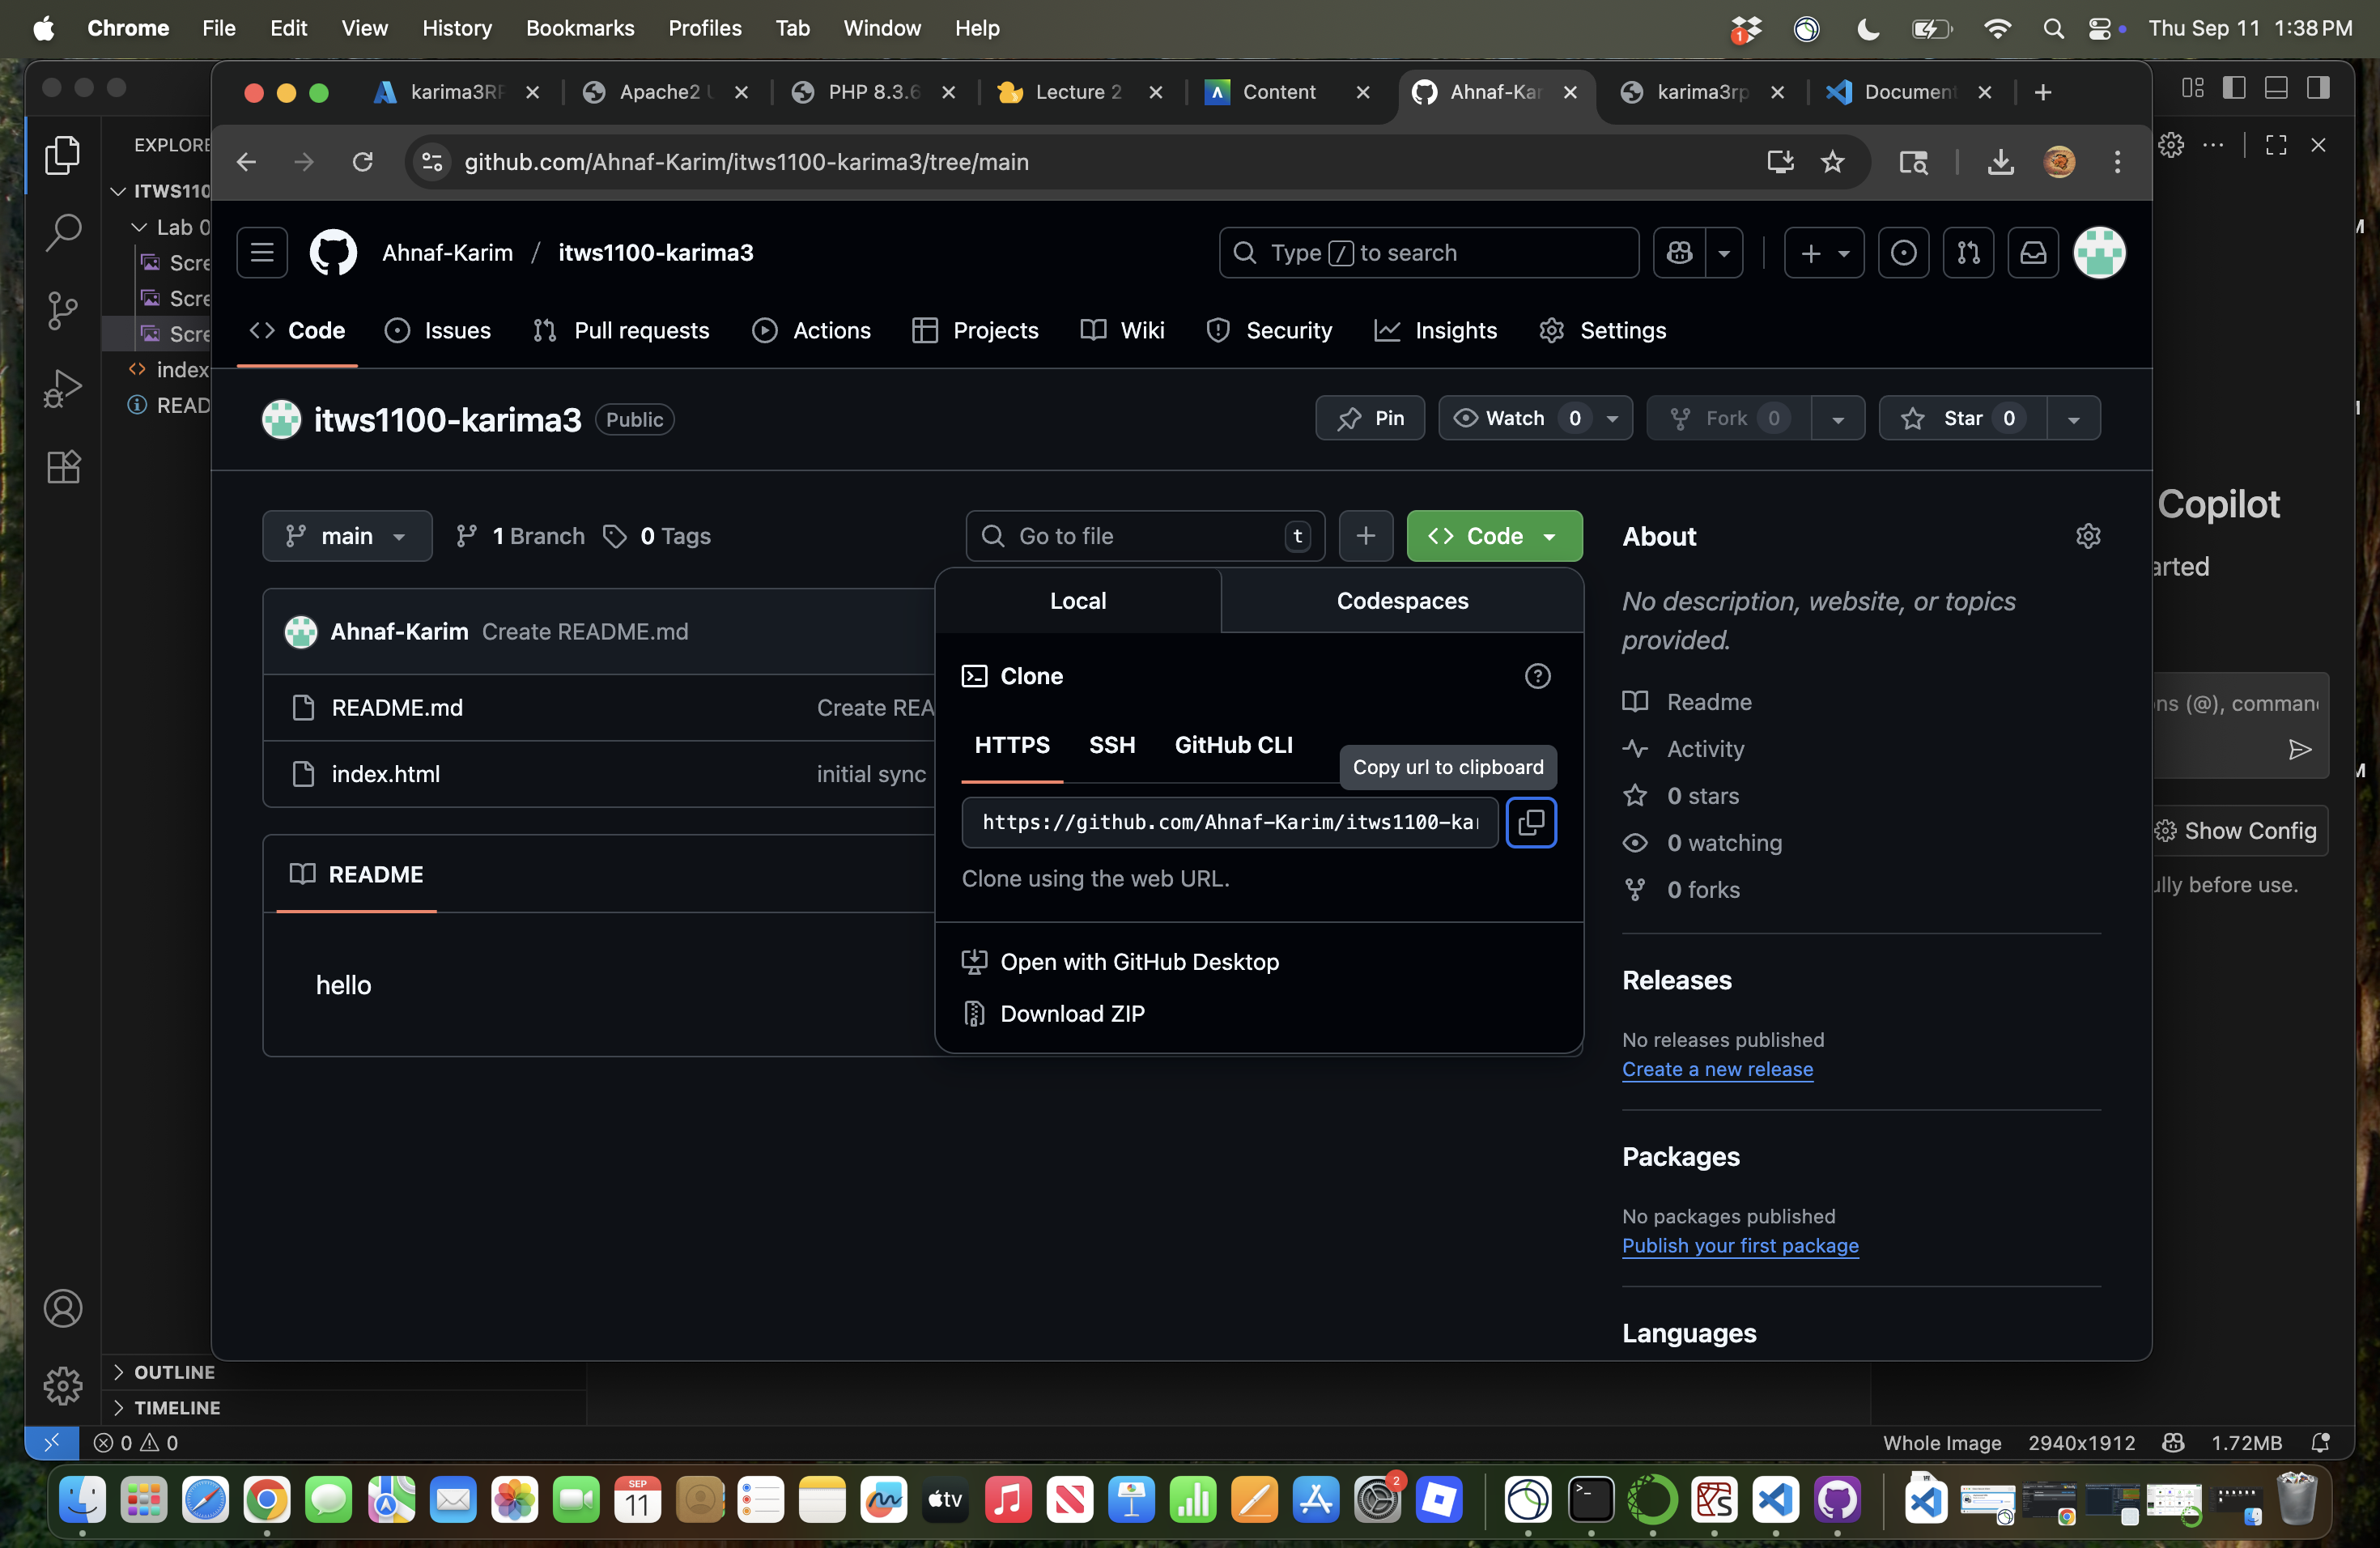 Chrome File Edit View History Bookmarks Profiles Tab Window Help
1
Thu Sep 11 1:38 PM
karima3RP
Apache2 U
PHP 8.3.6
Lecture 2
Content
Ahnaf-Kar
karima3rp
Document
github.com/Ahnaf-Karim/itws1100-karima3/tree/main
EXPLORE
ITWS110
Lab 0
Scre
Scre
Scre
index
READ
OUTLINE
TIMELINE
Ahnaf-Karim / itws1100-karima3
Type / to search
Code Issues Pull requests Actions Projects Wiki Security Insights Settings
itws1100-karima3 Public
Pin Watch 0 Fork 0 Star 0
main 1 Branch 0 Tags
Go to file t
Code
Ahnaf-Karim Create README.md
README.md Create REA
index.html initial sync
README
hello
Local Codespaces
Clone
HTTPS SSH GitHub CLI
Copy url to clipboard
https://github.com/Ahnaf-Karim/itws1100-kar
Clone using the web URL.
Open with GitHub Desktop
Download ZIP
About
No description, website, or topics
provided.
Readme
Activity
0 stars
0 watching
0 forks
Releases
No releases published
Create a new release
Packages
No packages published
Publish your first package
Languages
Copilot
arted
ns (@), comman
Show Config
ully before use.
0 0
Whole Image 2940x1912 1.72MB
SEP
11
tv
2